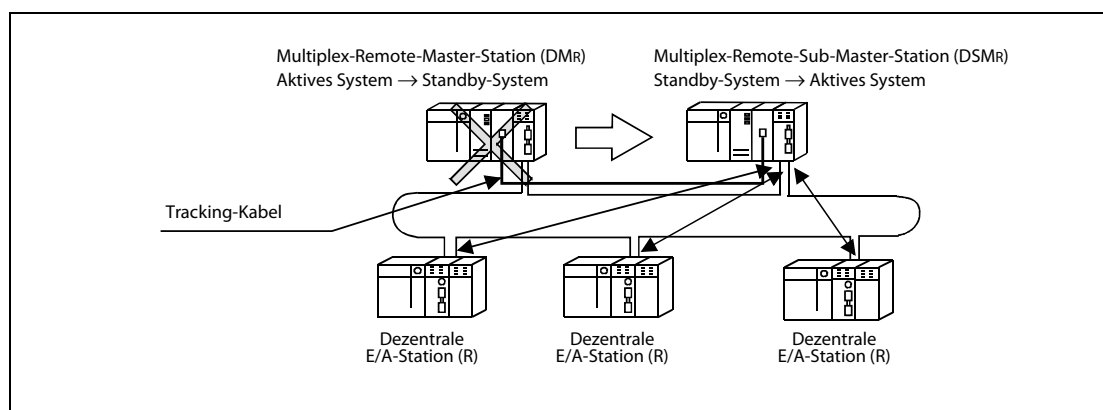 Multiplex-Remote-Master-Station (DMR)
Aktives System → Standby-System
Multiplex-Remote-Sub-Master-Station (DSMR)
Standby-System → Aktives System
Tracking-Kabel
Dezentrale
E/A-Station (R)
Dezentrale
E/A-Station (R)
Dezentrale
E/A-Station (R)